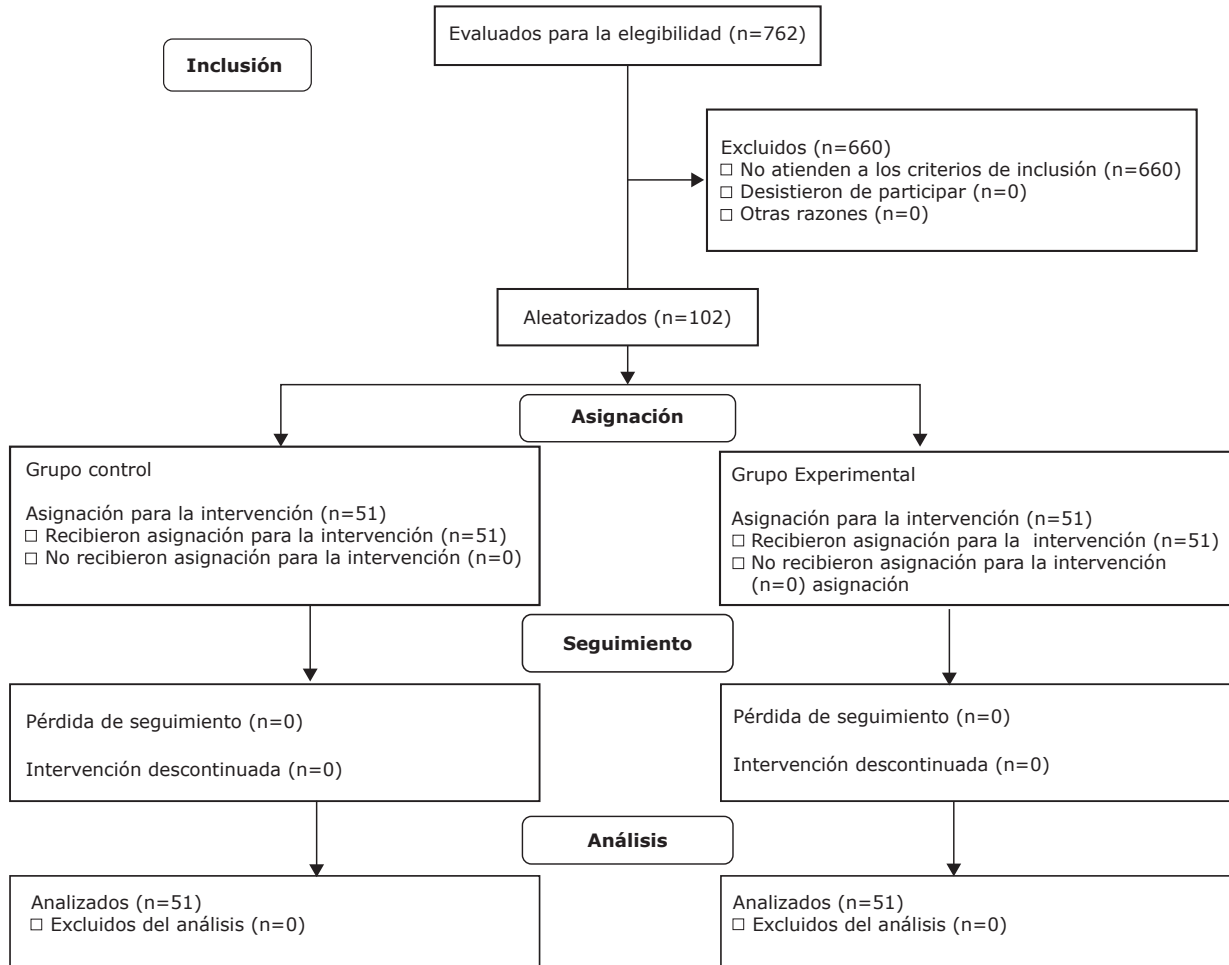 Evaluados para la elegibilidad (n=762)
Inclusión
Excluidos (n=660)
□ No atienden a los criterios de inclusión (n=660)
□ Desistieron de participar (n=0)
□ Otras razones (n=0)
Aleatorizados (n=102)
Asignación
Grupo control
Asignación para la intervención (n=51)
□ Recibieron asignación para la intervención (n=51)
□ No recibieron asignación para la intervención (n=0)
Grupo Experimental
Asignación para la intervención (n=51)
□ Recibieron asignación para la intervención (n=51)
□ No recibieron asignación para la intervención
(n=0) asignación
Seguimiento
Pérdida de seguimiento (n=0)
Intervención descontinuada (n=0)
Pérdida de seguimiento (n=0)
Intervención descontinuada (n=0)
Análisis
Analizados (n=51)
□ Excluidos del análisis (n=0)
Analizados (n=51)
□ Excluidos del análisis (n=0)